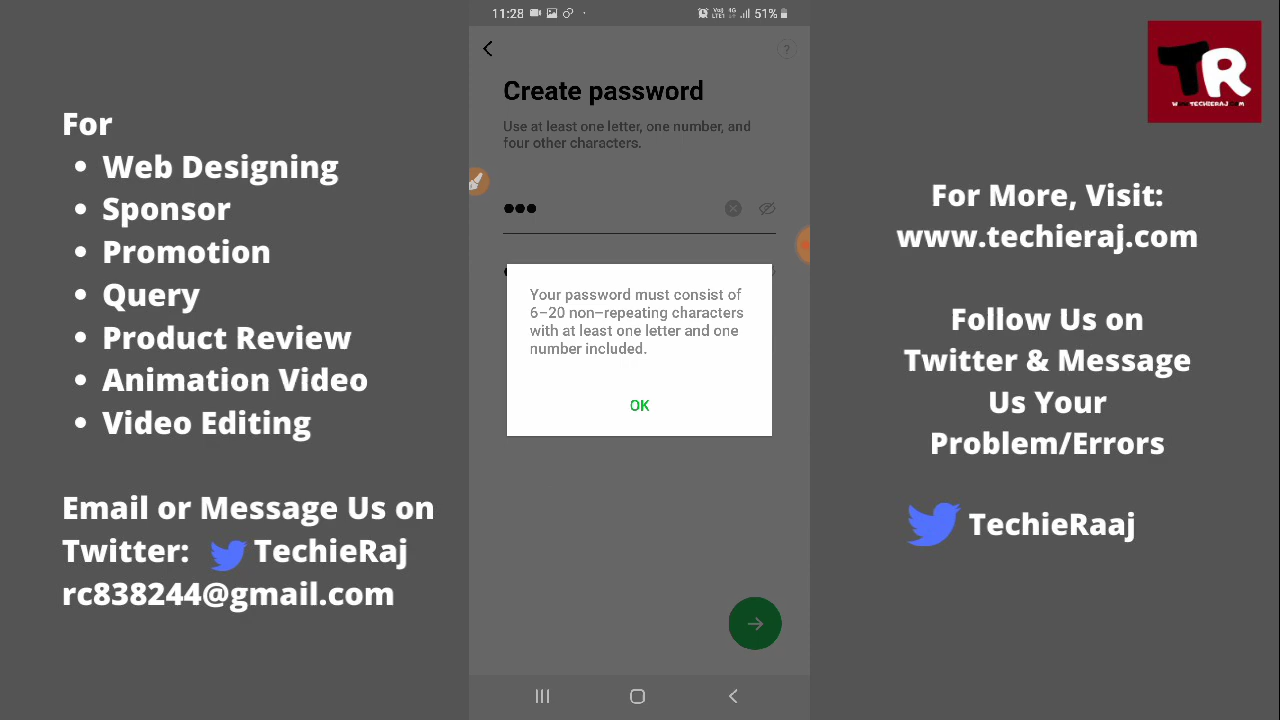 For
• Web Designing
• Sponsor
• Promotion
• Query
• Product Review
• Animation Video
• Video Editing
Email or Message Us on
Twitter: TechieRaj
rc838244@gmail.com
11:28
51%
?
Create password
Use at least one letter, one number, and
four other characters.
Your password must consist of
6–20 non–repeating characters
with at least one letter and one
number included.
OK
TR
For More, Visit:
www.techieraj.com
Follow Us on
Twitter & Message
Us Your
Problem/Errors
TechieRaaj